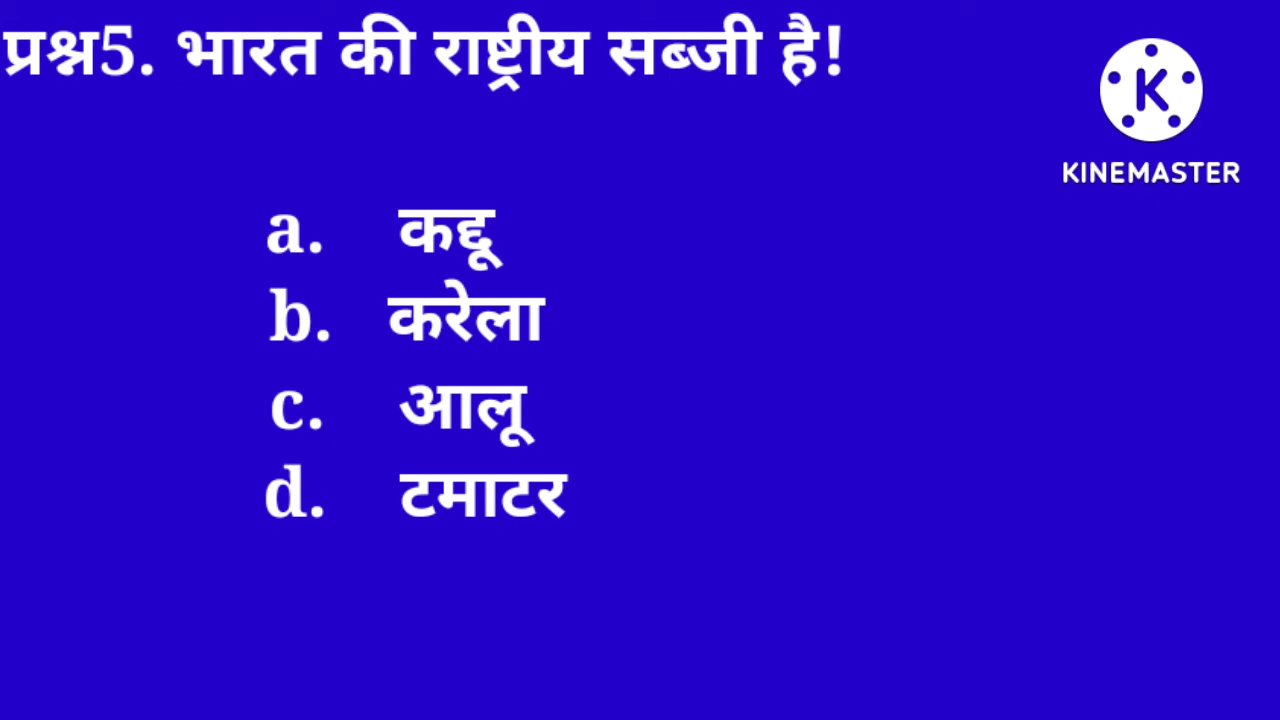 प्रश्न5. भारत की राष्ट्रीय सब्जी है!
KINEMASTER
a. कद्दू
b. करेला
c. आलू
d. टमाटर